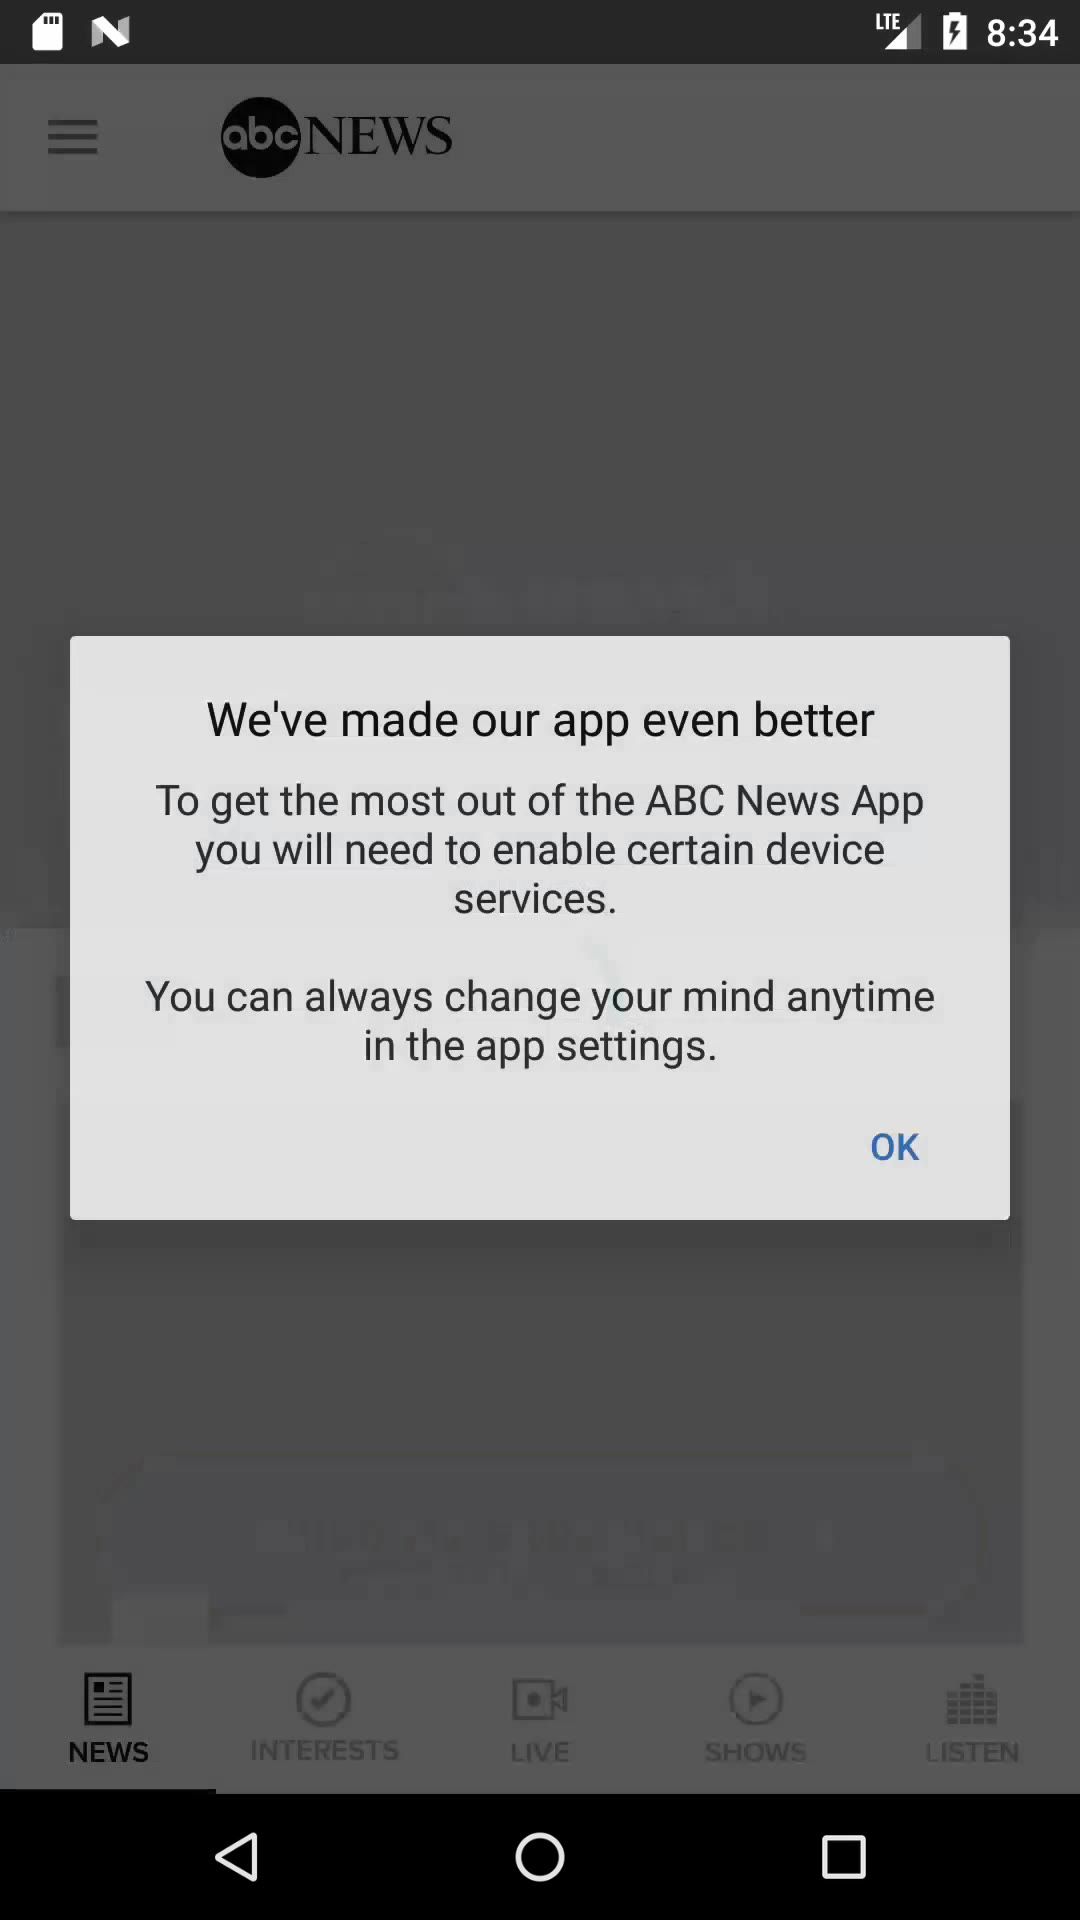 LTE 8:34
abc NEWS
We've made our app even better
To get the most out of the ABC News App
you will need to enable certain device
services.
You can always change your mind anytime
in the app settings.
OK
NEWS INTERESTS LIVE SHOWS LISTEN